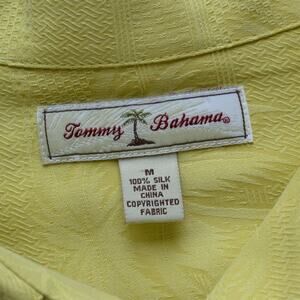 Tommy Bahama®
M
100% SILK
MADE IN
CHINA
COPYRIGHTED
FABRIC